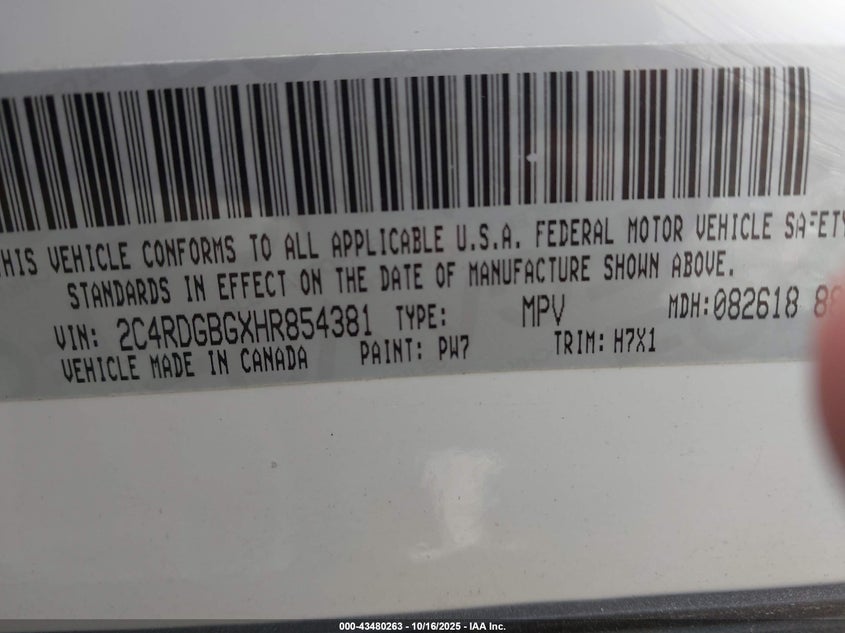 THIS VEHICLE CONFORMS TO ALL APPLICABLE U.S.A. FEDERAL MOTOR VEHICLE SAFETY
STANDARDS IN EFFECT ON THE DATE OF MANUFACTURE SHOWN ABOVE.
VIN: 2C4RDGBGXHR854381 TYPE: MPV MDH:082618
VEHICLE MADE IN CANADA PAINT: PW7 TRIM: H7X1
000-43480263 - 10/16/2025 - IAA Inc.